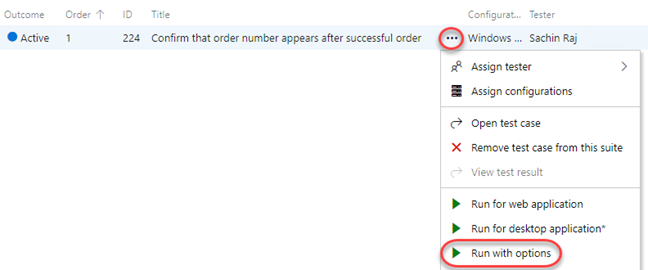 Outcome Order ↑ ID Title Configurat... Tester
Active 1 224 Confirm that order number appears after successful order ... Windows ... Sachin Raj
Assign tester
Assign configurations
Open test case
Remove test case from this suite
View test result
Run for web application
Run for desktop application*
Run with options